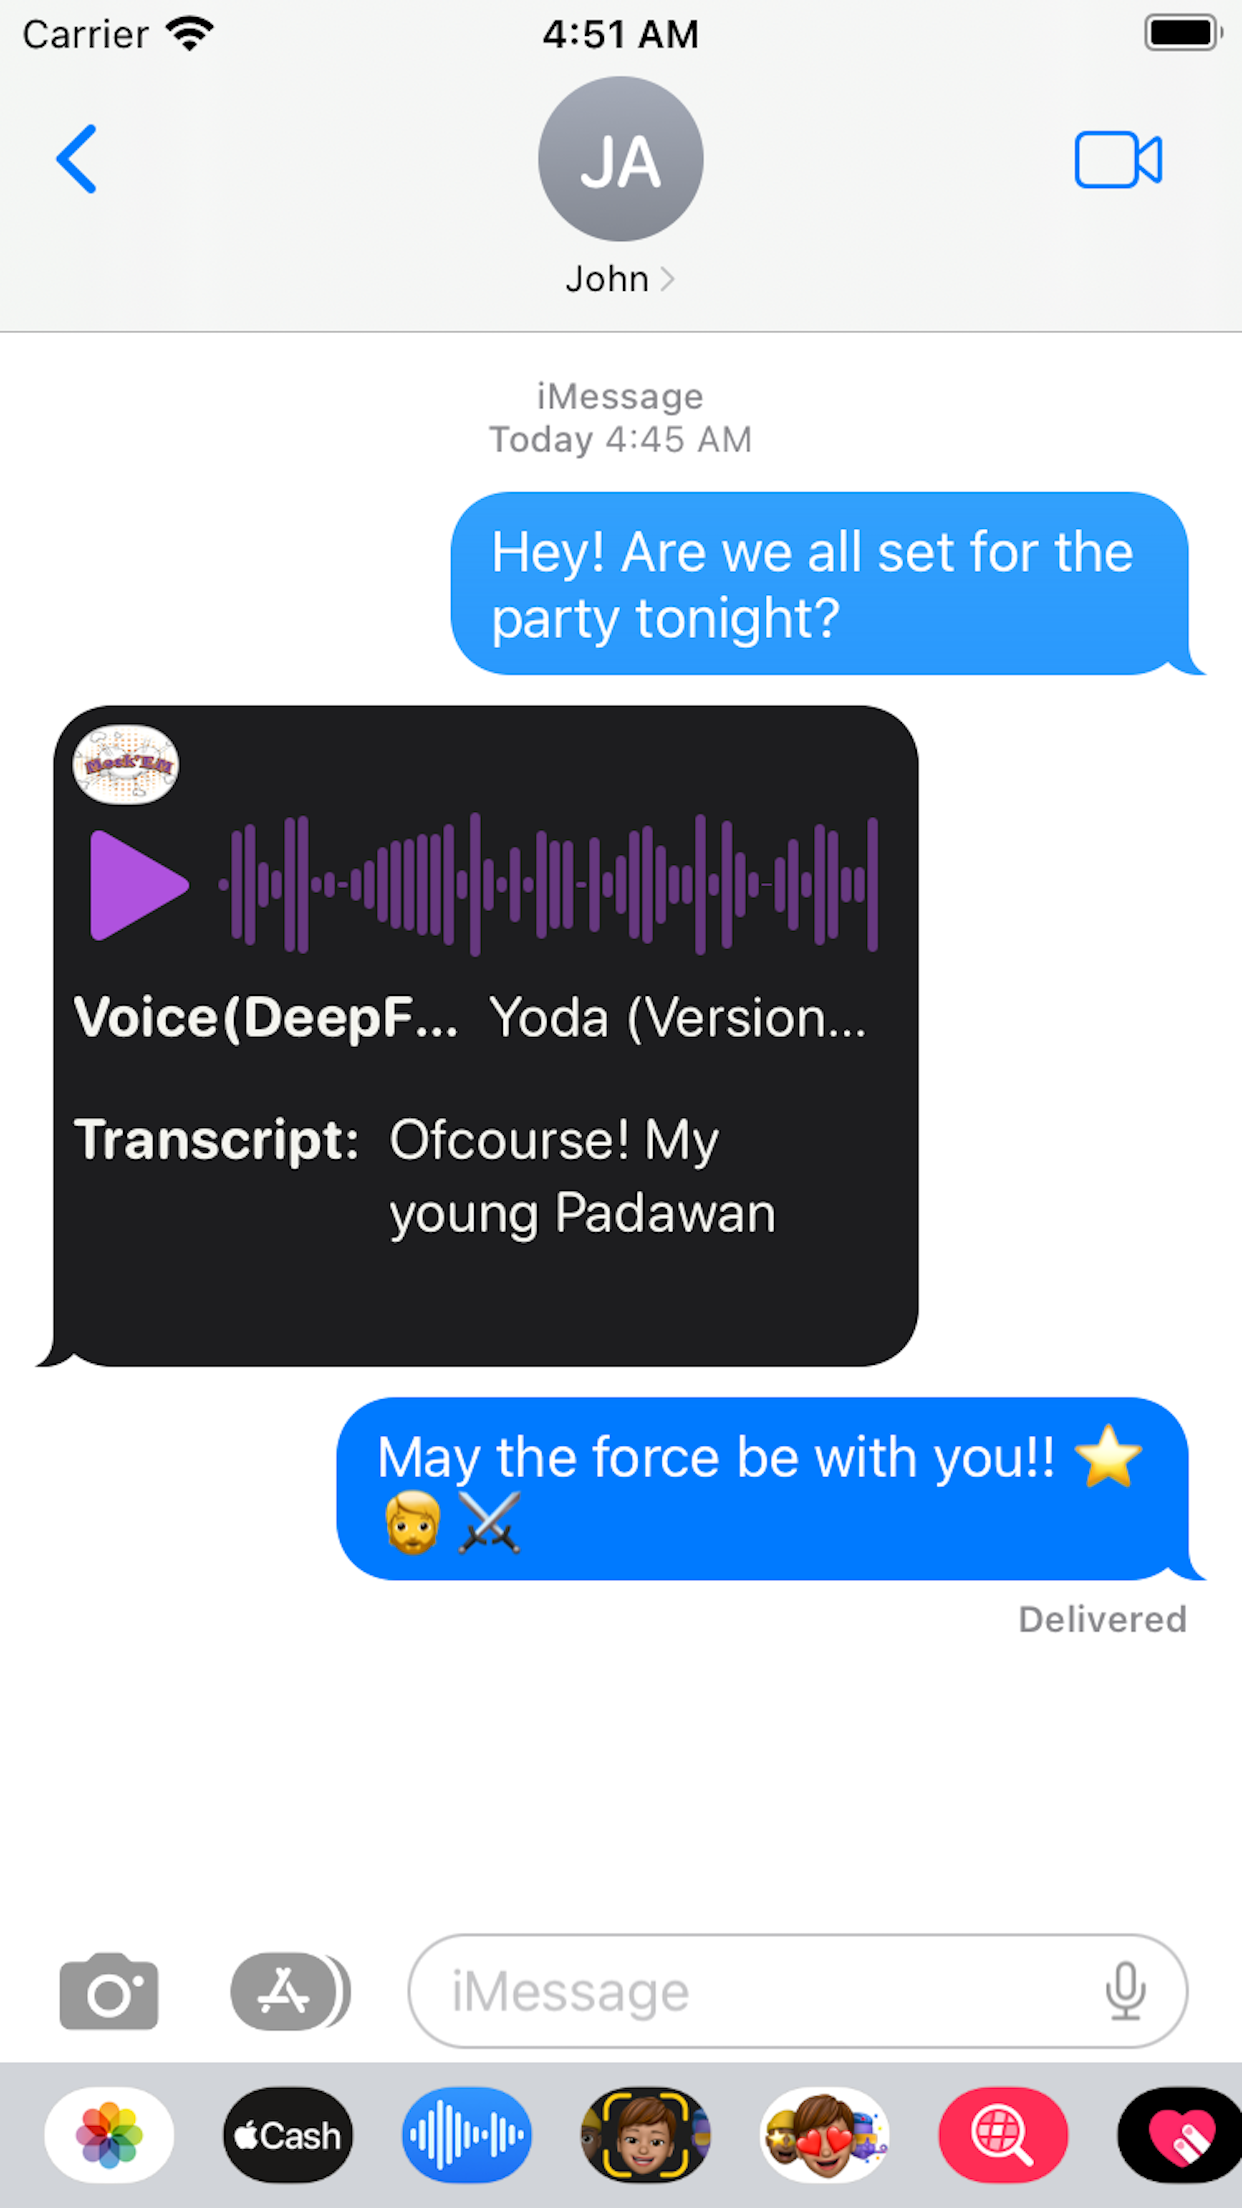 Carrier 4:51 AM
JA
John
iMessage
Today 4:45 AM
Hey! Are we all set for the
party tonight?
Mock'EM
Voice(DeepF... Yoda (Version...
Transcript: Ofcourse! My
young Padawan
May the force be with you!! ⭐
🧔 ⚔
Delivered
iMessage
Cash